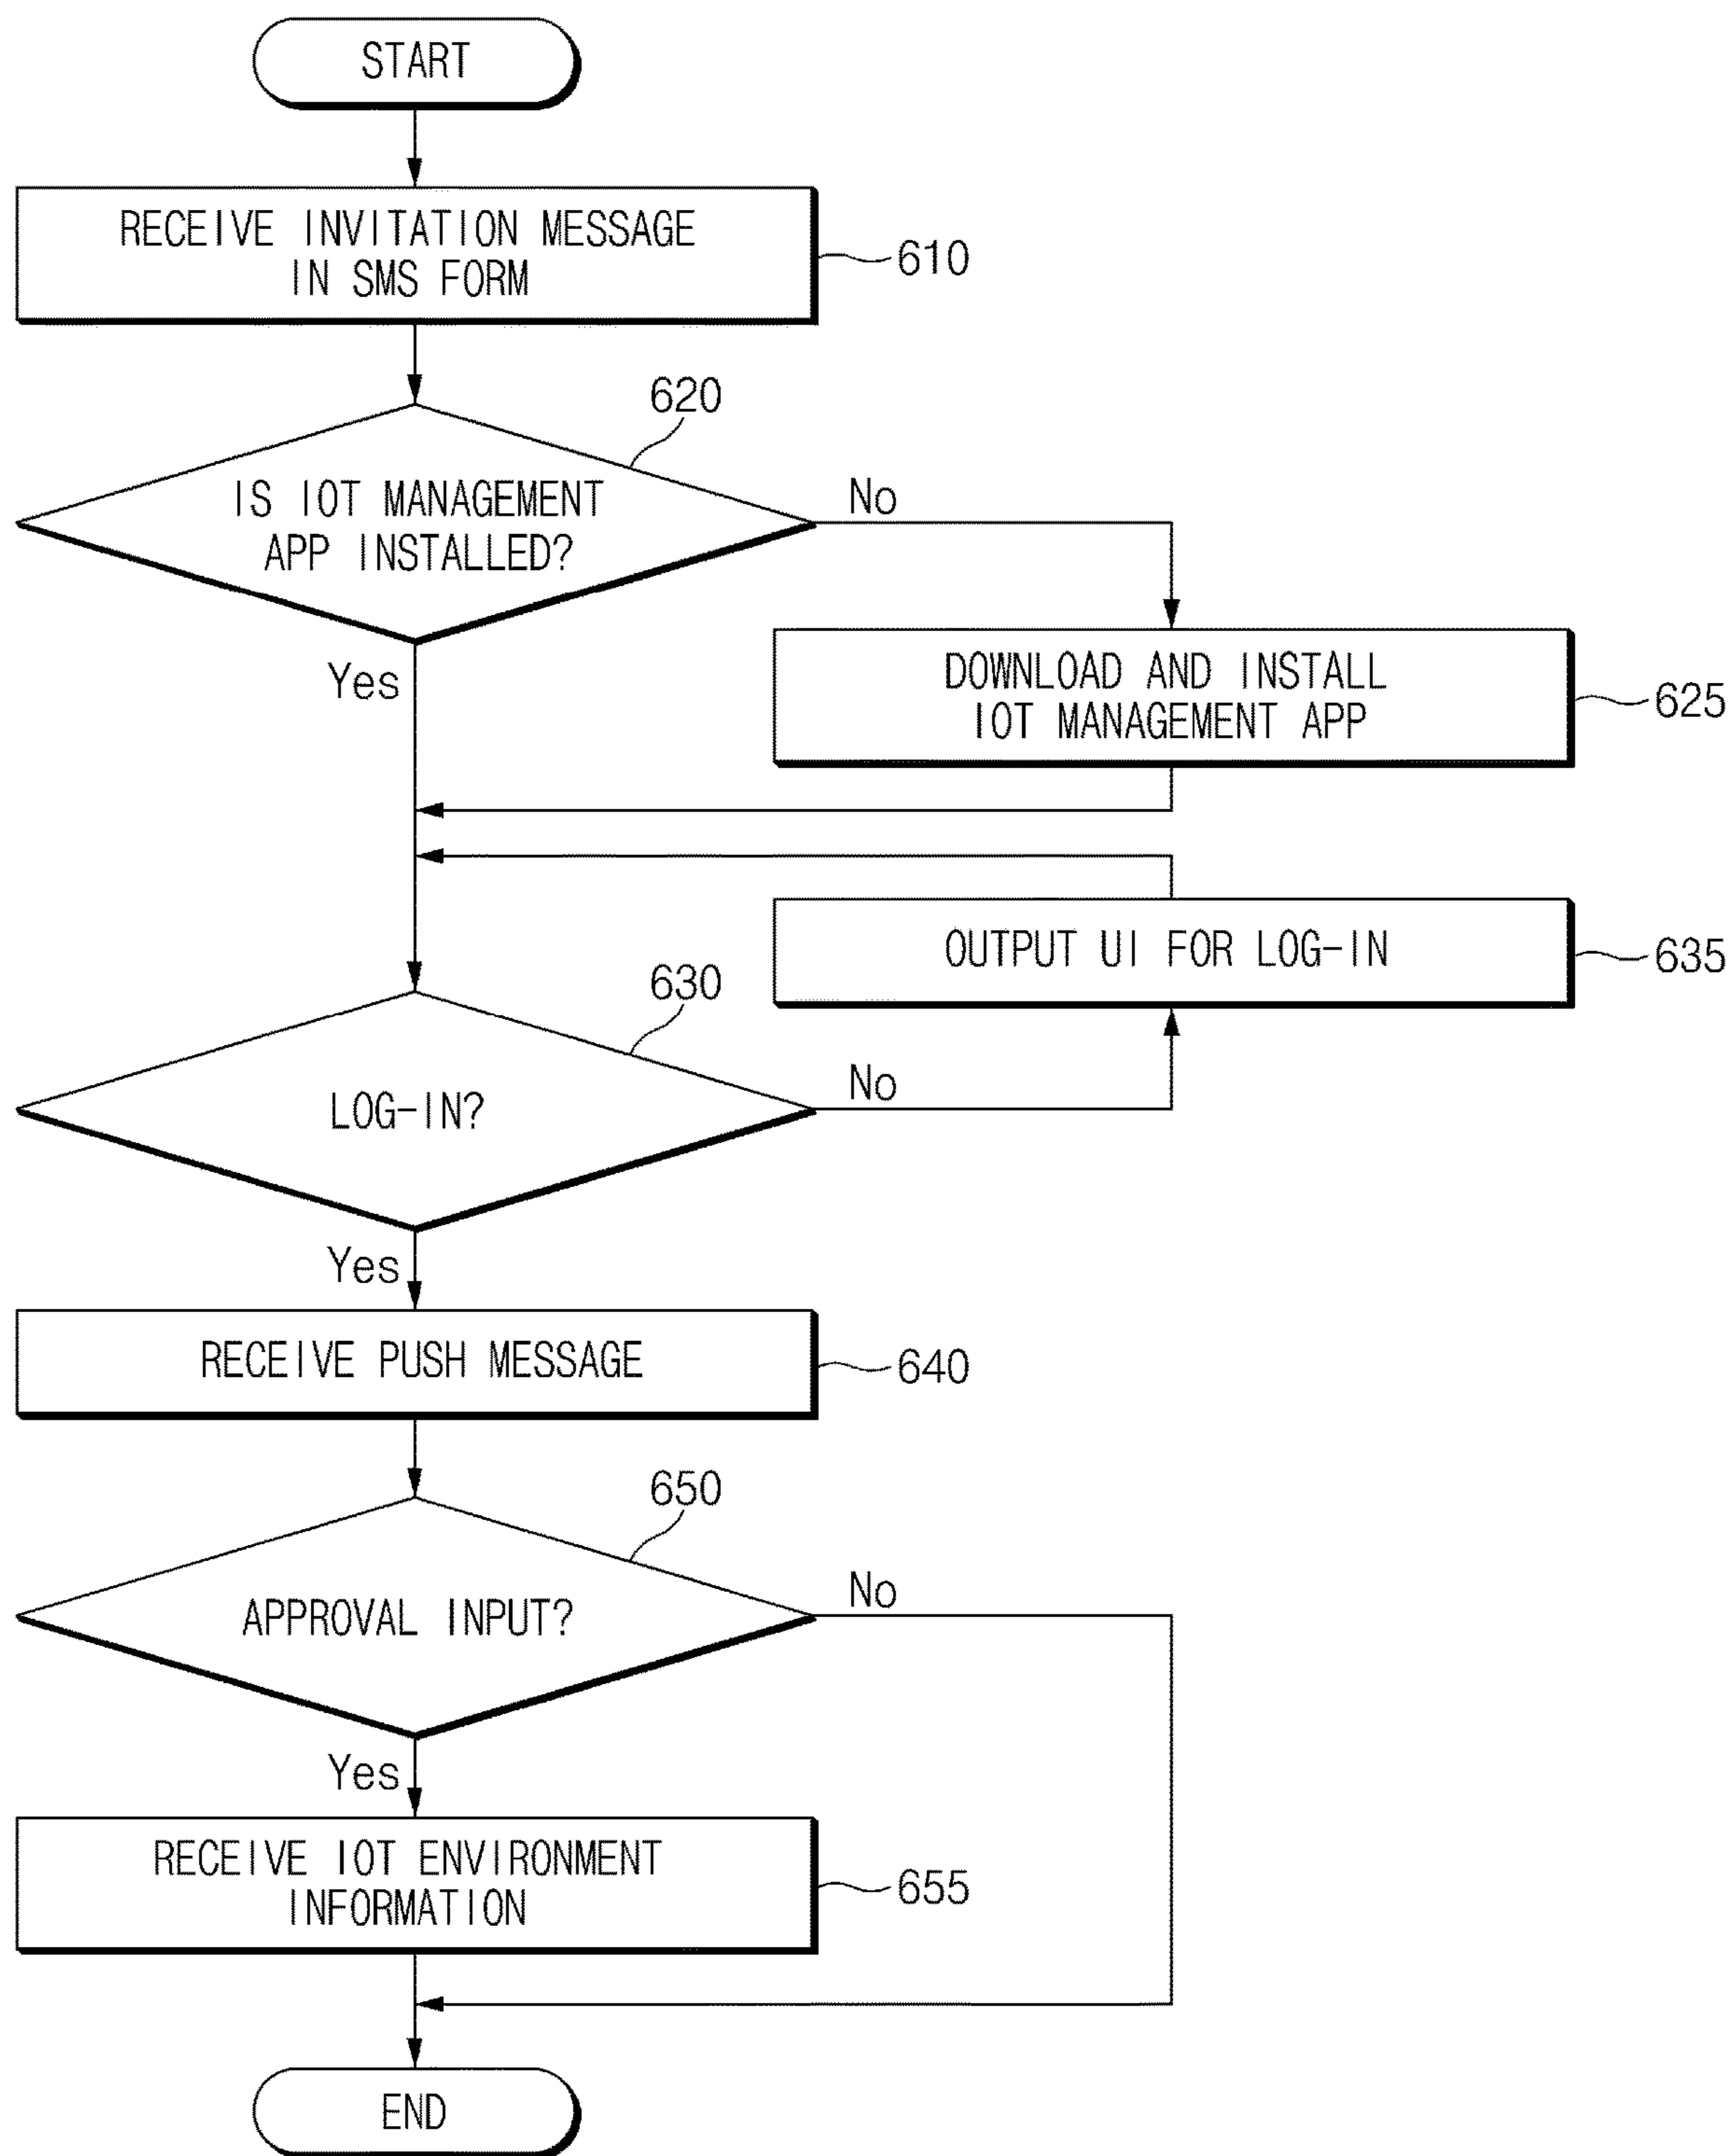 START
RECEIVE INVITATION MESSAGE
IN SMS FORM
610
620
IS IOT MANAGEMENT
APP INSTALLED?
No
Yes
DOWNLOAD AND INSTALL
IOT MANAGEMENT APP
625
OUTPUT UI FOR LOG-IN
635
630
LOG-IN?
No
Yes
RECEIVE PUSH MESSAGE
640
650
APPROVAL INPUT?
No
Yes
RECEIVE IOT ENVIRONMENT
INFORMATION
655
END